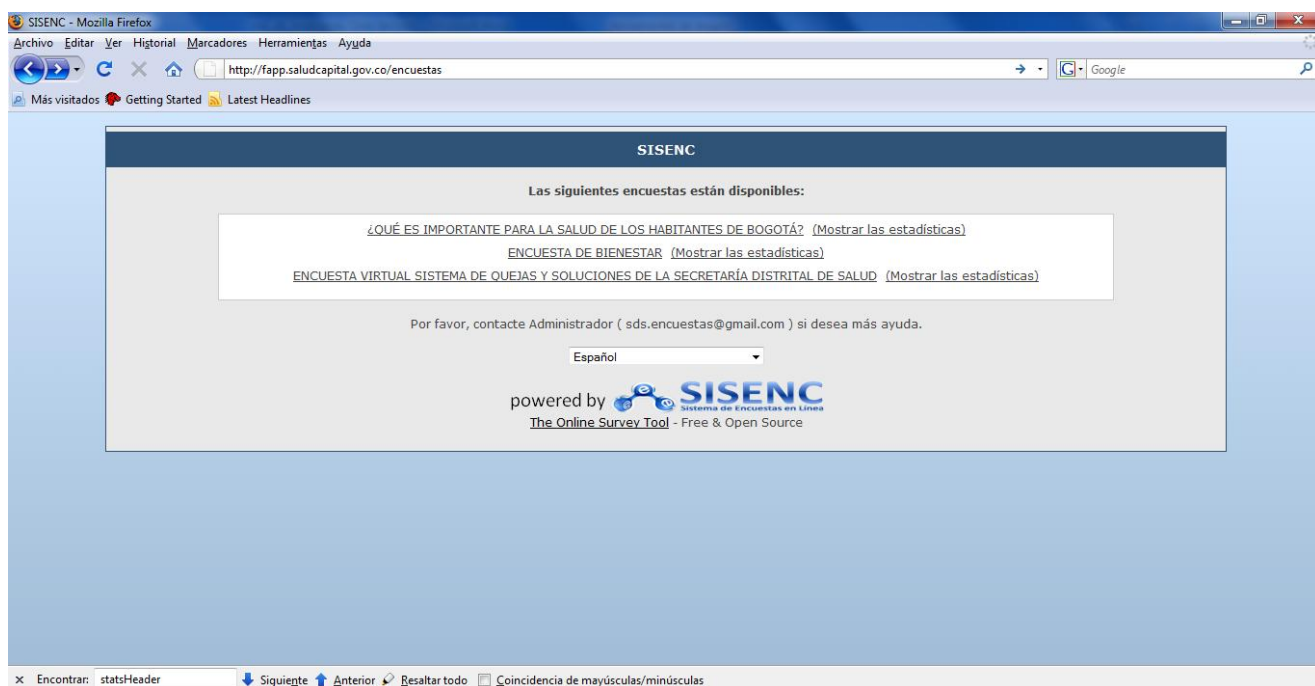 SISENC - Mozilla Firefox
Archivo Editar Ver Historial Marcadores Herramientas Ayuda
http://fapp.saludcapital.gov.co/encuestas G Google
Más visitados Getting Started Latest Headlines
SISENC
Las siguientes encuestas están disponibles:
¿QUÉ ES IMPORTANTE PARA LA SALUD DE LOS HABITANTES DE BOGOTÁ? (Mostrar las estadísticas)
ENCUESTA DE BIENESTAR (Mostrar las estadísticas)
ENCUESTA VIRTUAL SISTEMA DE QUEJAS Y SOLUCIONES DE LA SECRETARÍA DISTRITAL DE SALUD (Mostrar las estadísticas)
Por favor, contacte Administrador ( sds.encuestas@gmail.com ) si desea más ayuda.
Español
powered by SISENC
Sistema de Encuestas en Línea
The Online Survey Tool - Free & Open Source
x Encontrar: statsHeader Siguiente Anterior Resaltar todo Coincidencia de mayúsculas/minúsculas